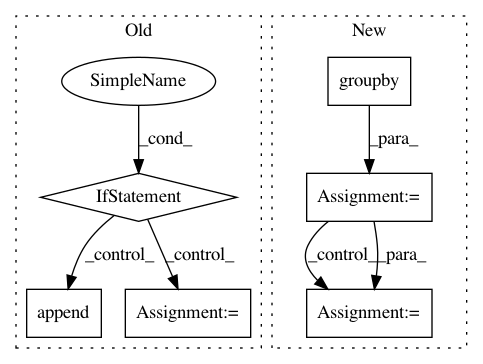 Old
New
SimpleName
groupby
_cond_
_para_
IfStatement
Assignment:=
_control_
_control_
_control_
_para_
append
Assignment:=
Assignment:=